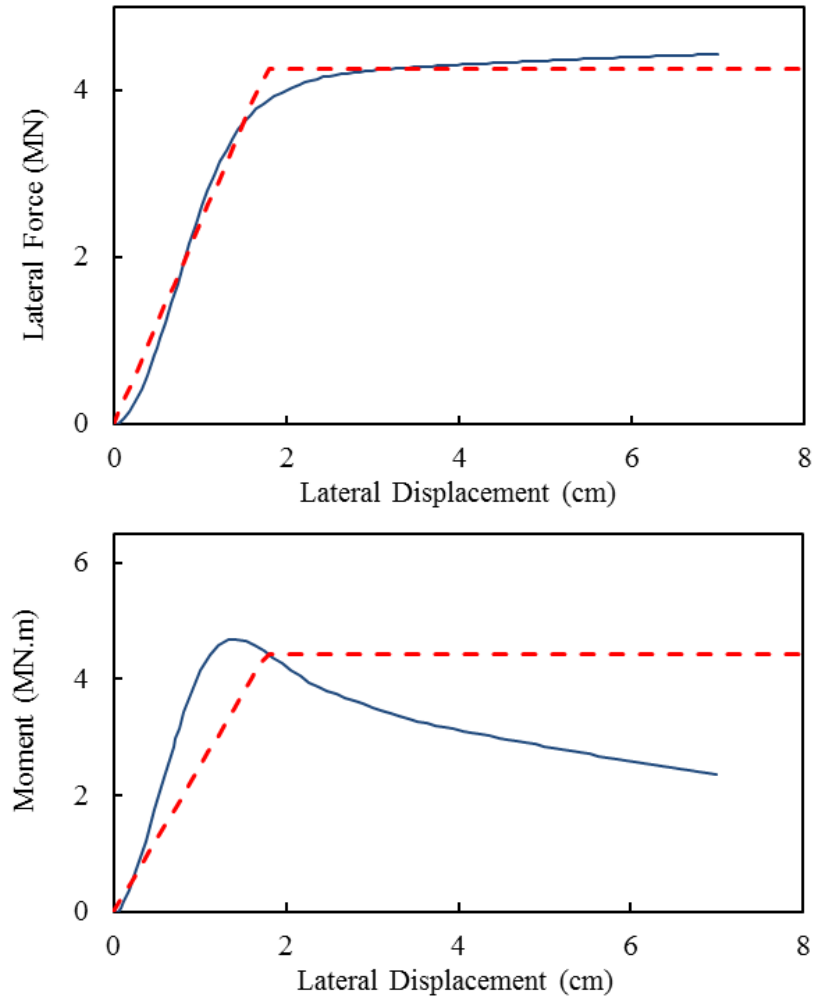 Lateral Force (MN)
4
2
0
0 2 4 6 8
Lateral Displacement (cm)
Moment (MN.m)
6
4
2
0
0 2 4 6 8
Lateral Displacement (cm)